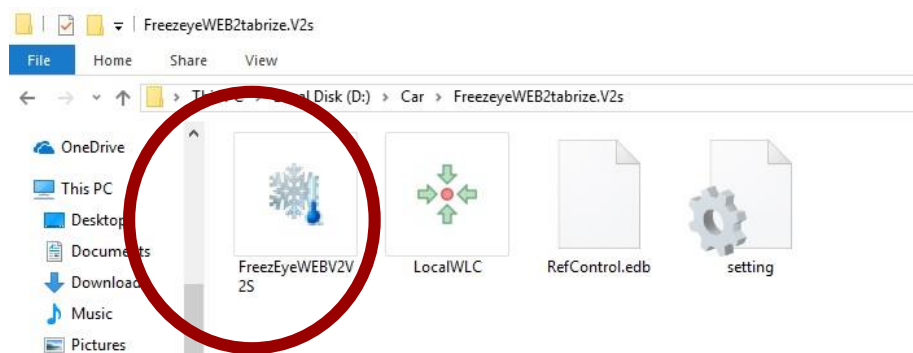 FreezeyeWEB2tabrize.V2s
File Home Share View
Local Disk (D:) > Car > FreezeyeWEB2tabrize.V2s
OneDrive
This PC
Desktop
Documents
Downloads
Music
Pictures
FreezEyeWEBV2V
2S
LocalWLC
RefControl.edb
setting